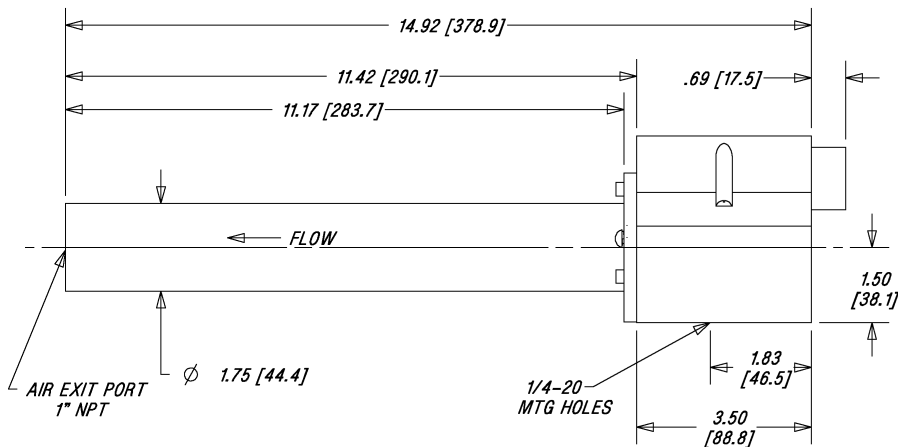 14.92 [378.9]
11.42 [290.1]
.69 [17.5]
11.17 [283.7]
FLOW
1.50
[38.1]
Ø 1.75 [44.4]
AIR EXIT PORT
1" NPT
1/4-20
MTG HOLES
1.83
[46.5]
3.50
[88.8]